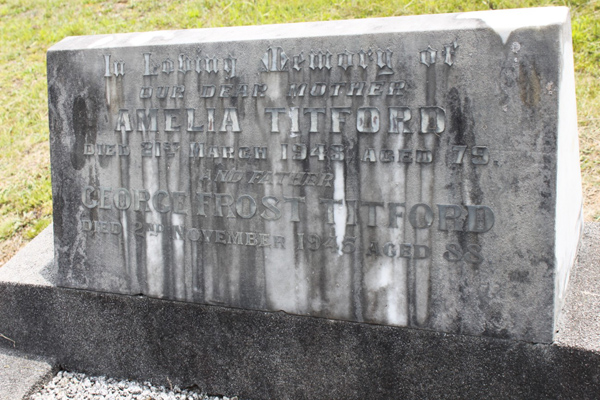 In Loving Memory of
OUR DEAR MOTHER
AMELIA TITFORD
DIED 21ST MARCH 1943 AGED 75.
AND FATHER
GEORGE FROST TITFORD
DIED 2ND NOVEMBER 1945 AGED